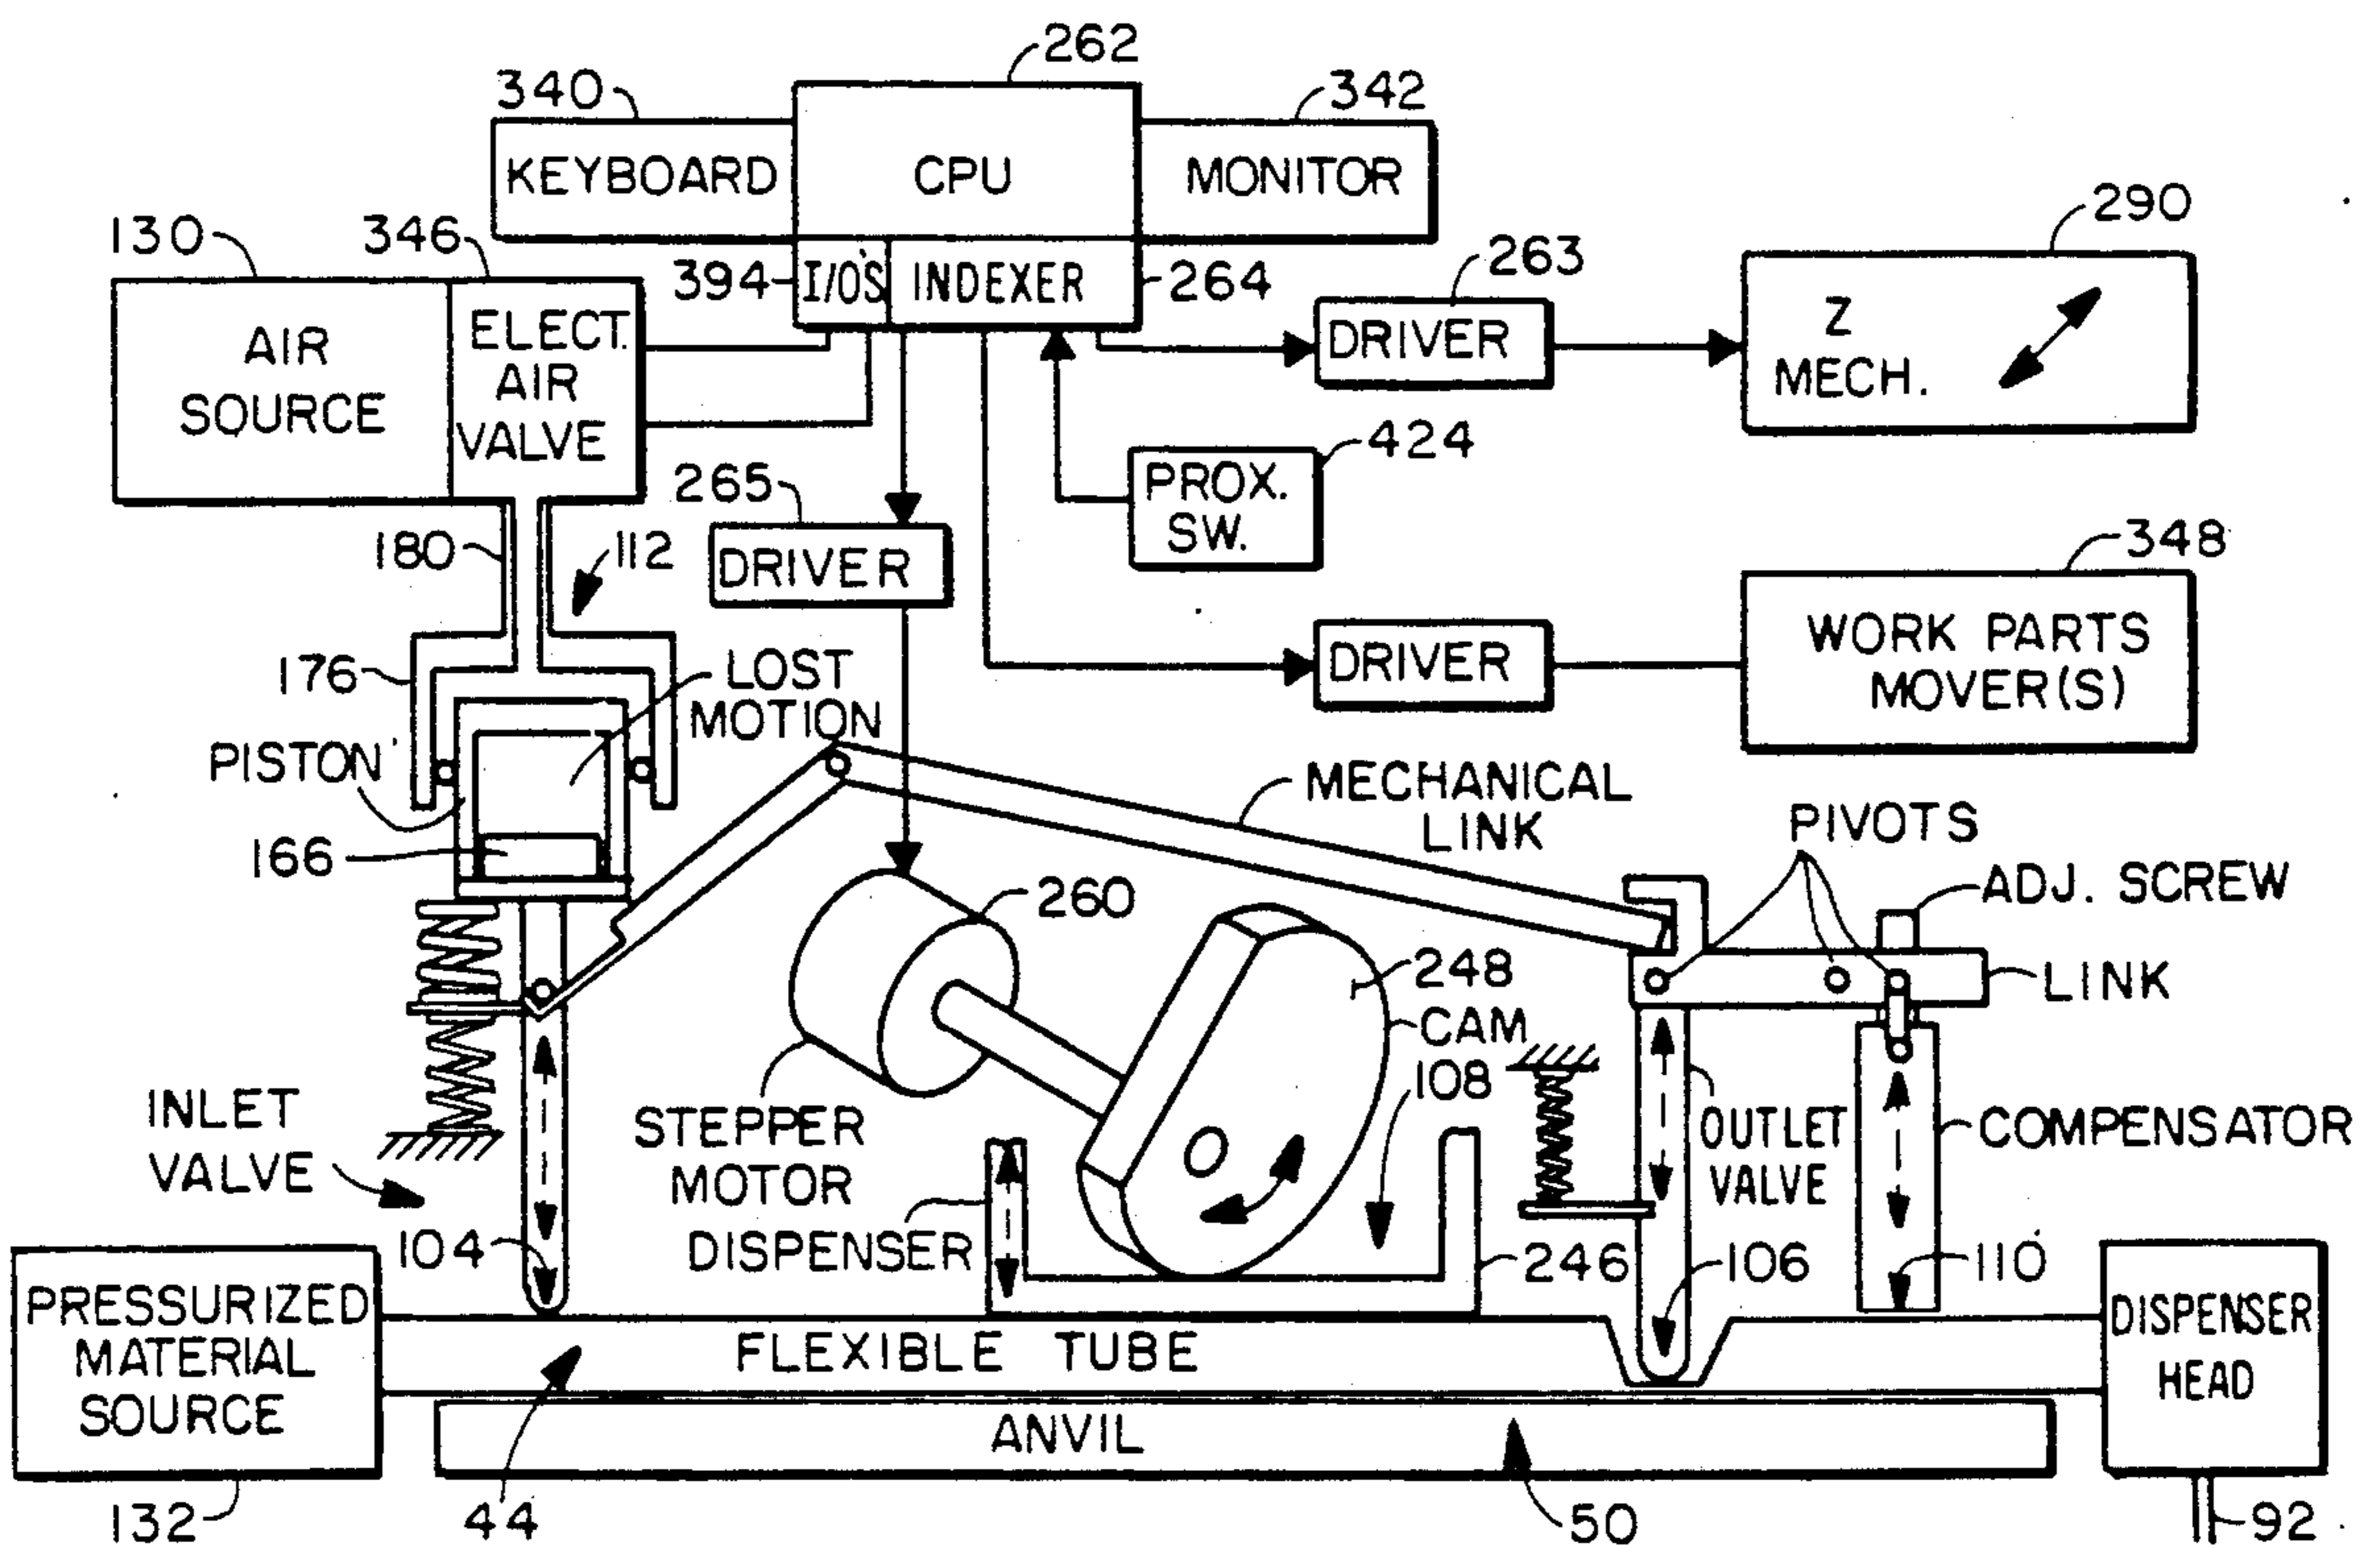 262
340
342
KEYBOARD
CPU
MONITOR
290
130
346
394
I/O'S
INDEXER
264
263
AIR
SOURCE
ELECT.
AIR
VALVE
DRIVER
Z
MECH.
424
265
PROX.
SW.
180
112
DRIVER
348
176
LOST
MOTION
DRIVER
WORK PARTS
MOVER(S)
PISTON
MECHANICAL
LINK
PIVOTS
166
260
ADJ. SCREW
248
CAM
LINK
108
INLET
VALVE
STEPPER
MOTOR
OUTLET
VALVE
COMPENSATOR
104
DISPENSER
246
106
110
PRESSURIZED
MATERIAL
SOURCE
FLEXIBLE TUBE
DISPENSER
HEAD
ANVIL
132
44
50
92